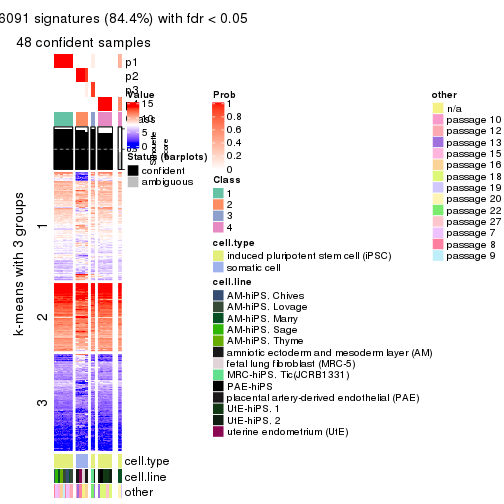 6091 signatures (84.4%) with fdr < 0.05
48 confident samples
p1
p2
p3
Value
15
10
5
0
Silhouette
score
Status (barplots)
confident
ambiguous
k-means with 3 groups
1
2
3
cell.type
cell.line
other
Prob
1
0.8
0.6
0.4
0.2
0
Class
1
2
3
4
cell.type
induced pluripotent stem cell (iPSC)
somatic cell
cell.line
AM-hiPS. Chives
AM-hiPS. Lovage
AM-hiPS. Marry
AM-hiPS. Sage
AM-hiPS. Thyme
amniotic ectoderm and mesoderm layer (AM)
fetal lung fibroblast (MRC-5)
MRC-hiPS. Tic(JCRB1331)
PAE-hiPS
placental artery-derived endothelial (PAE)
UtE-hiPS. 1
UtE-hiPS. 2
uterine endometrium (UtE)
other
n/a
passage 10
passage 12
passage 13
passage 15
passage 16
passage 18
passage 19
passage 20
passage 22
passage 27
passage 7
passage 8
passage 9